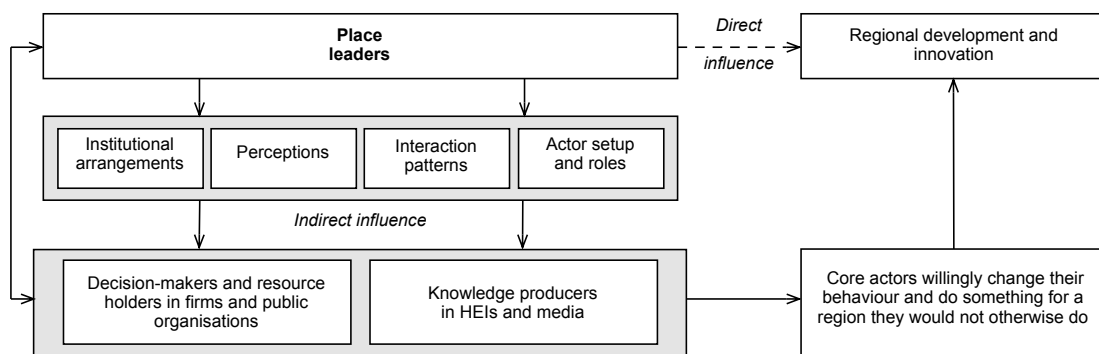 Place
leaders
Direct
influence
Regional development and
innovation
Institutional
arrangements
Perceptions
Interaction
patterns
Actor setup
and roles
Indirect influence
Decision-makers and resource
holders in firms and public
organisations
Knowledge producers
in HEIs and media
Core actors willingly change their
behaviour and do something for a
region they would not otherwise do